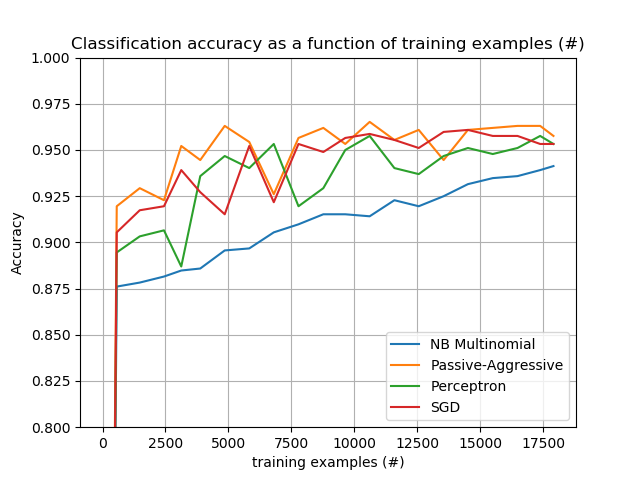 Classification accuracy as a function of training examples (#)
1.000
0.975
0.950
0.925
0.900
0.875
0.850
0.825
0.800
Accuracy
NB Multinomial
Passive-Aggressive
Perceptron
SGD
0 2500 5000 7500 10000 12500 15000 17500
training examples (#)